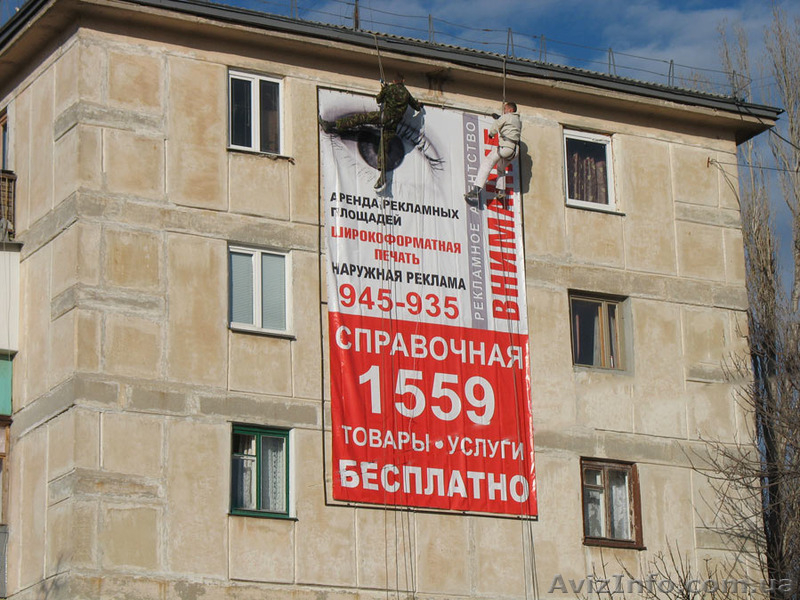 АРЕНДА РЕКЛАМНЫХ
ПЛОЩАДЕЙ
ШИРОКОФОРМАТНАЯ
ПЕЧАТЬ
НАРУЖНАЯ РЕКЛАМА
945-935
РЕКЛАМНОЕ АГЕНТСТВО
ВНИМАНИЕ
СПРАВОЧНАЯ
1559
ТОВАРЫ•УСЛУГИ
БЕСПЛАТНО
AvizInfo.com.ua